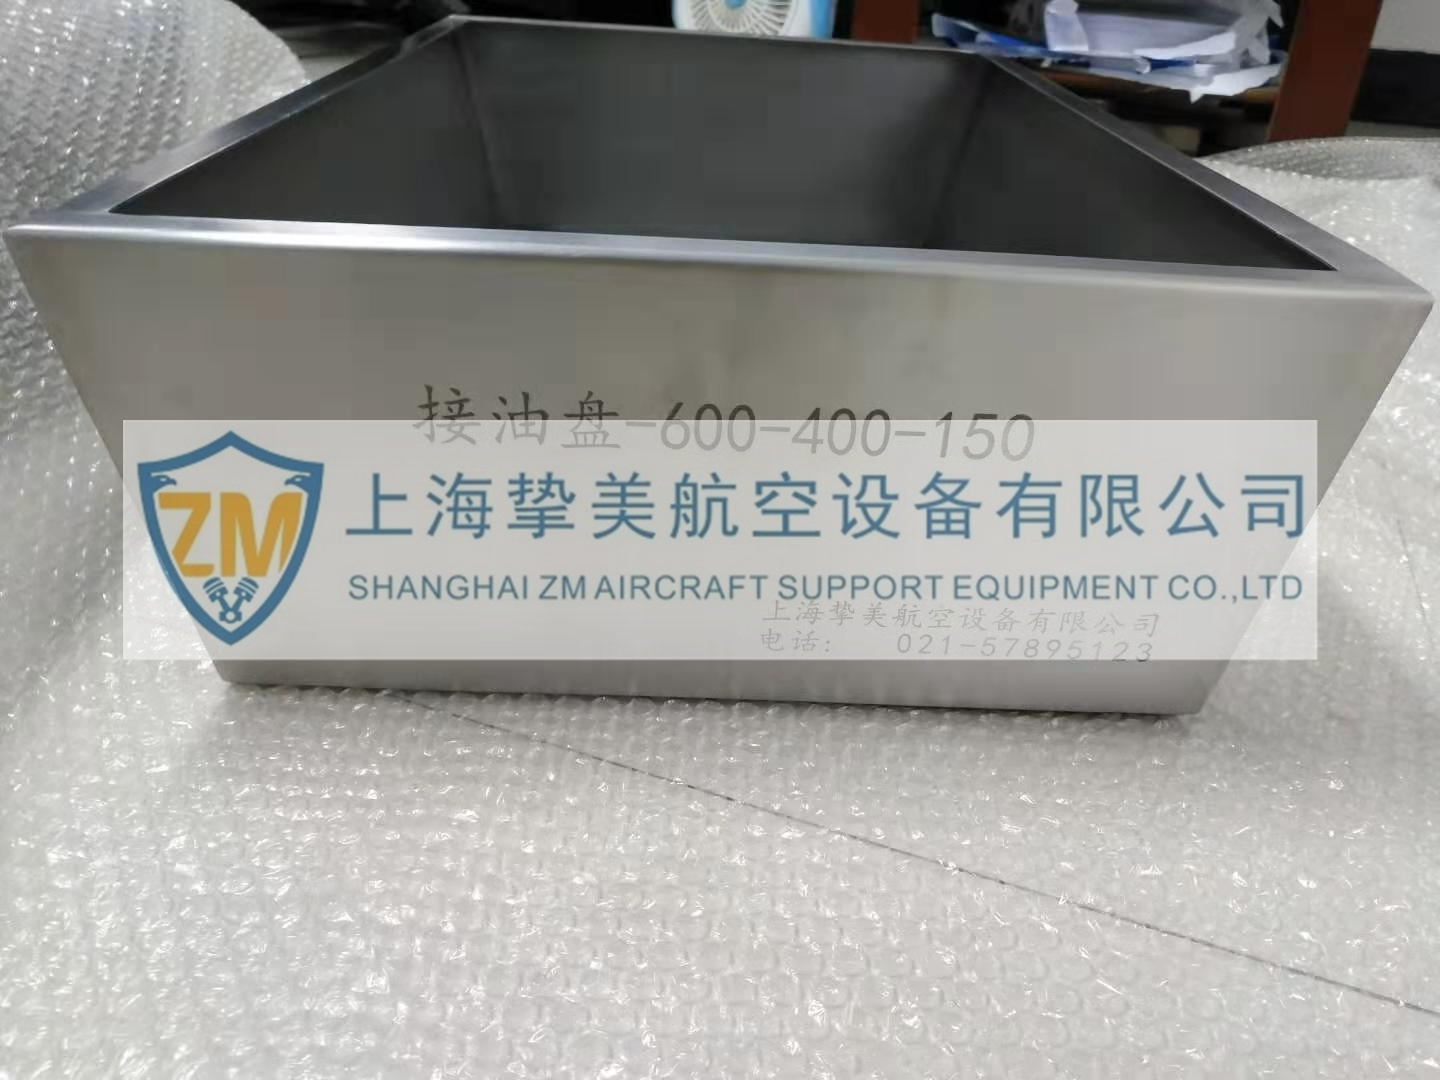 接油盘-600-400-150
ZM
上海挚美航空设备有限公司
SHANGHAI ZM AIRCRAFT SUPPORT EQUIPMENT CO.,LTD
上海挚美航空设备有限公司
电话: 021-57895123